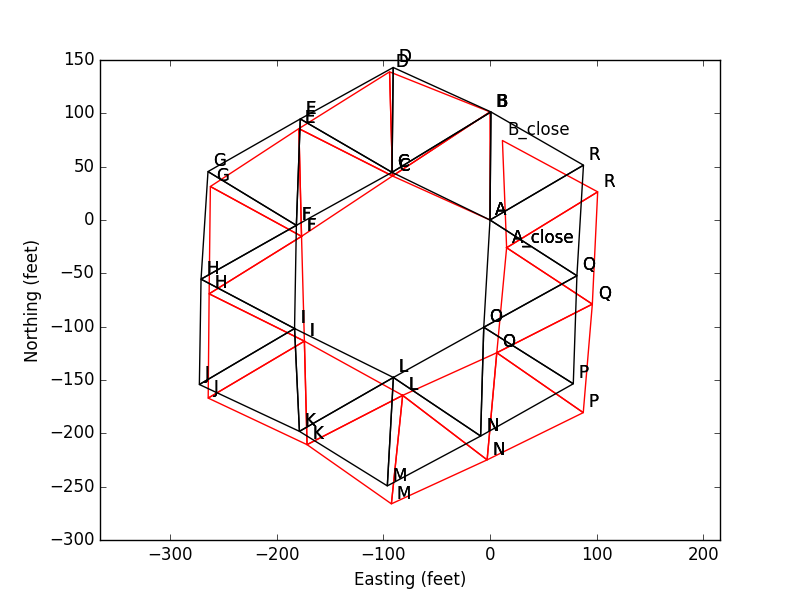 150
100
50
0
−50
−100
−150
−200
−250
−300
−300
−200
−100
0
100
200
Easting (feet)
Northing (feet)
D
D
B
B
B_close
E
E
C
C
R
R
G
G
A
F
F
A_close
A_close
Q
Q
H
H
I
I
O
O
L
L
P
P
J
J
K
K
N
N
M
M